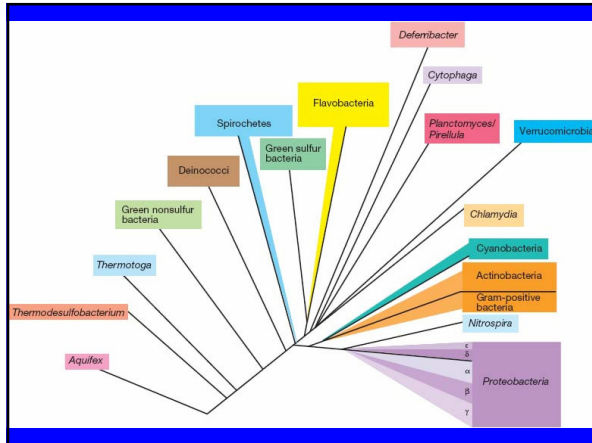 Deferribacter
Cytophaga
Flavobacteria
Planctomyces/
Pirellula
Spirochetes
Verrucomicrobia
Green sulfur
bacteria
Deinococci
Green nonsulfur
bacteria
Chlamydia
Cyanobacteria
Thermotoga
Actinobacteria
Gram-positive
bacteria
Thermodesulfobacterium
Nitrospira
Aquifex
ε
δ
α
Proteobacteria
β
γ